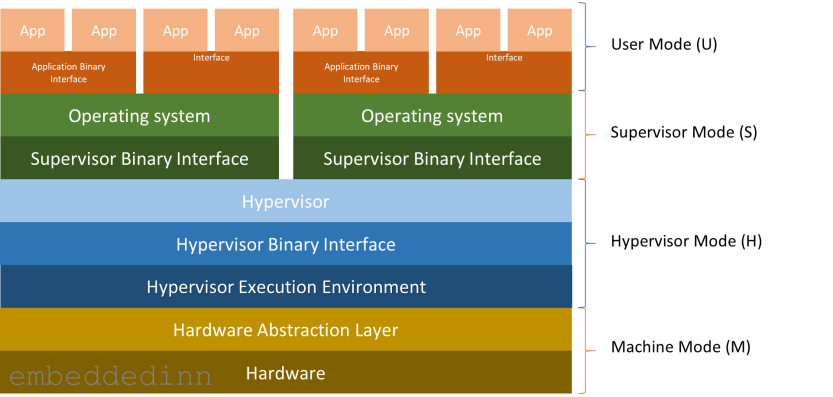 App App App App App App App App
Application Binary
Interface
Interface
Application Binary
Interface
Interface
User Mode (U)
Operating system Operating system
Supervisor Binary Interface Supervisor Binary Interface
Supervisor Mode (S)
Hypervisor
Hypervisor Binary Interface
Hypervisor Execution Environment
Hypervisor Mode (H)
Hardware Abstraction Layer
Hardware
Machine Mode (M)
embeddedinn